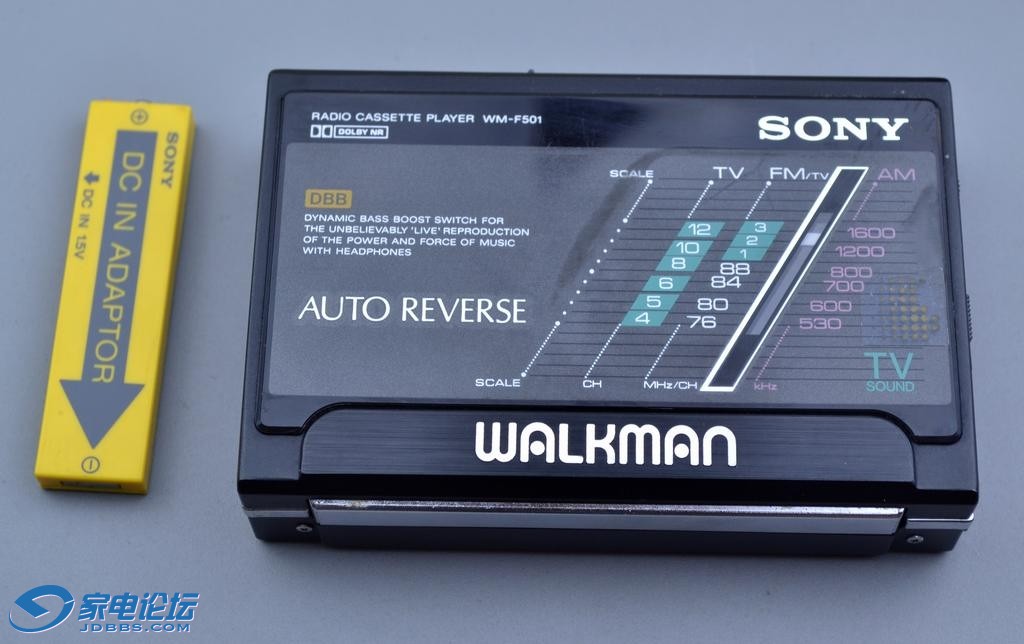 SONY
DC IN ADAPTOR
DC IN 1.5V
RADIO CASSETTE PLAYER WM-F501
DOLBY NR
SONY
DBB
DYNAMIC BASS BOOST SWITCH FOR
THE UNBELIEVABLY 'LIVE' REPRODUCTION
OF THE POWER AND FORCE OF MUSIC
WITH HEADPHONES
AUTO REVERSE
SCALE TV FM/TV AM
12 3 1600
10 2 1200
8 1 800
88 700
6 84
5 80 600
4 76 530
SCALE CH MHz/CH kHz
TV
SOUND
WALKMAN
家电论坛
JDBBS.COM